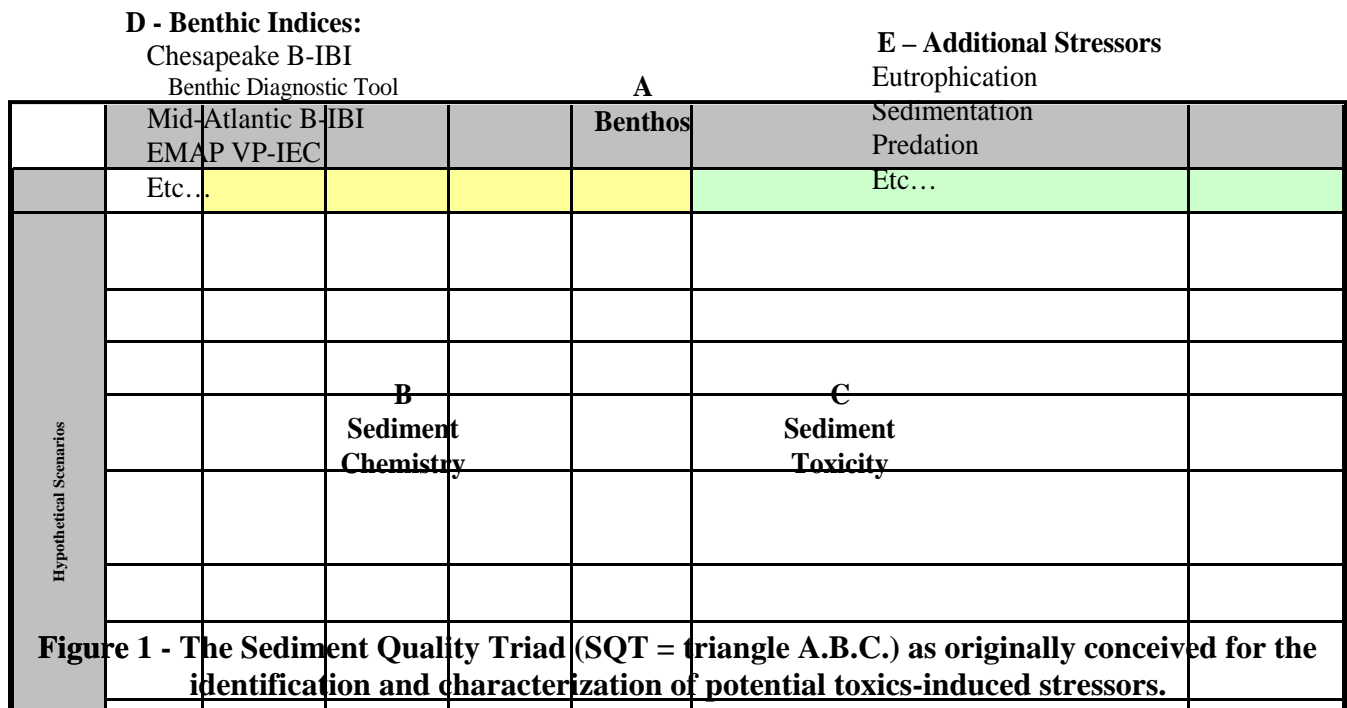 D - Benthic Indices:
Chesapeake B-IBI
Benthic Diagnostic Tool
Mid-Atlantic B-IBI
EMAP VP-IEC
Etc…
A
Benthos
E – Additional Stressors
Eutrophication
Sedimentation
Predation
Etc…
B
Sediment
Chemistry
C
Sediment
Toxicity
Hypothetical Scenarios
Figure 1 - The Sediment Quality Triad (SQT = triangle A.B.C.) as originally conceived for the
identification and characterization of potential toxics-induced stressors.